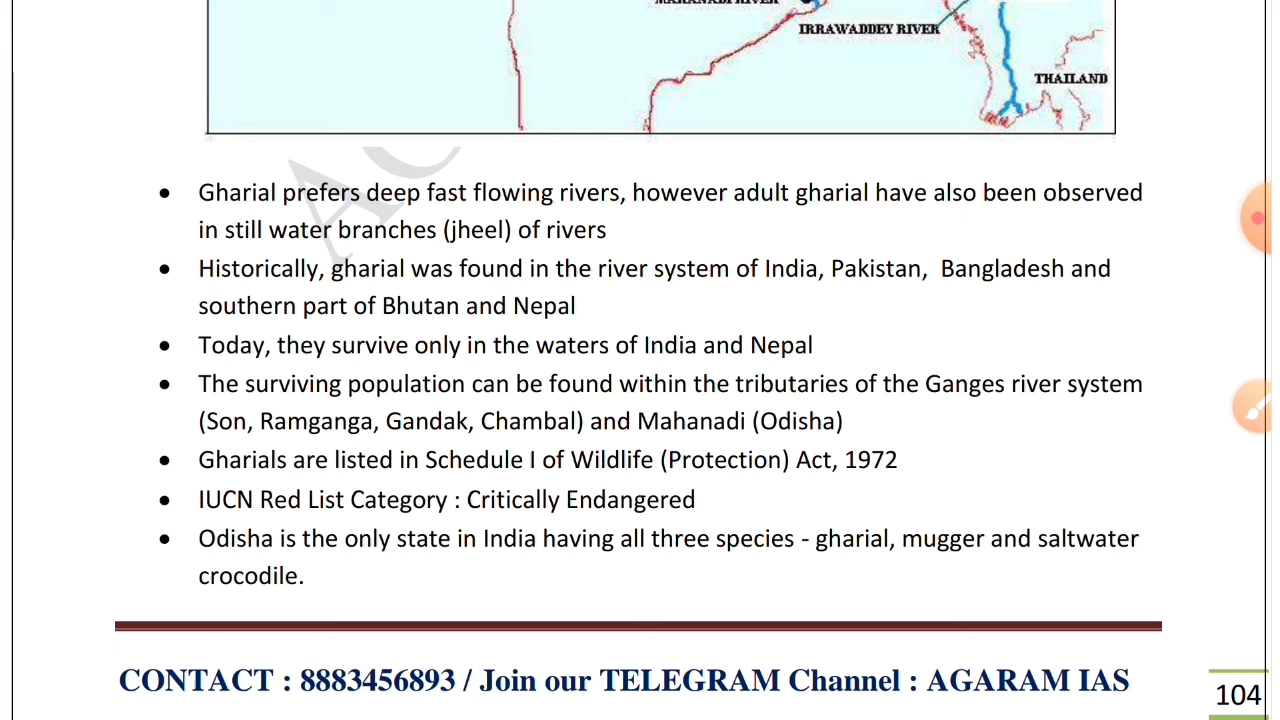 IRRAWADDEY RIVER
THAILAND
• Gharial prefers deep fast flowing rivers, however adult gharial have also been observed
in still water branches (jheel) of rivers
• Historically, gharial was found in the river system of India, Pakistan,  Bangladesh and
southern part of Bhutan and Nepal
• Today, they survive only in the waters of India and Nepal
• The surviving population can be found within the tributaries of the Ganges river system
(Son, Ramganga, Gandak, Chambal) and Mahanadi (Odisha)
• Gharials are listed in Schedule I of Wildlife (Protection) Act, 1972
• IUCN Red List Category : Critically Endangered
• Odisha is the only state in India having all three species - gharial, mugger and saltwater
crocodile.
CONTACT : 8883456893 / Join our TELEGRAM Channel : AGARAM IAS
104